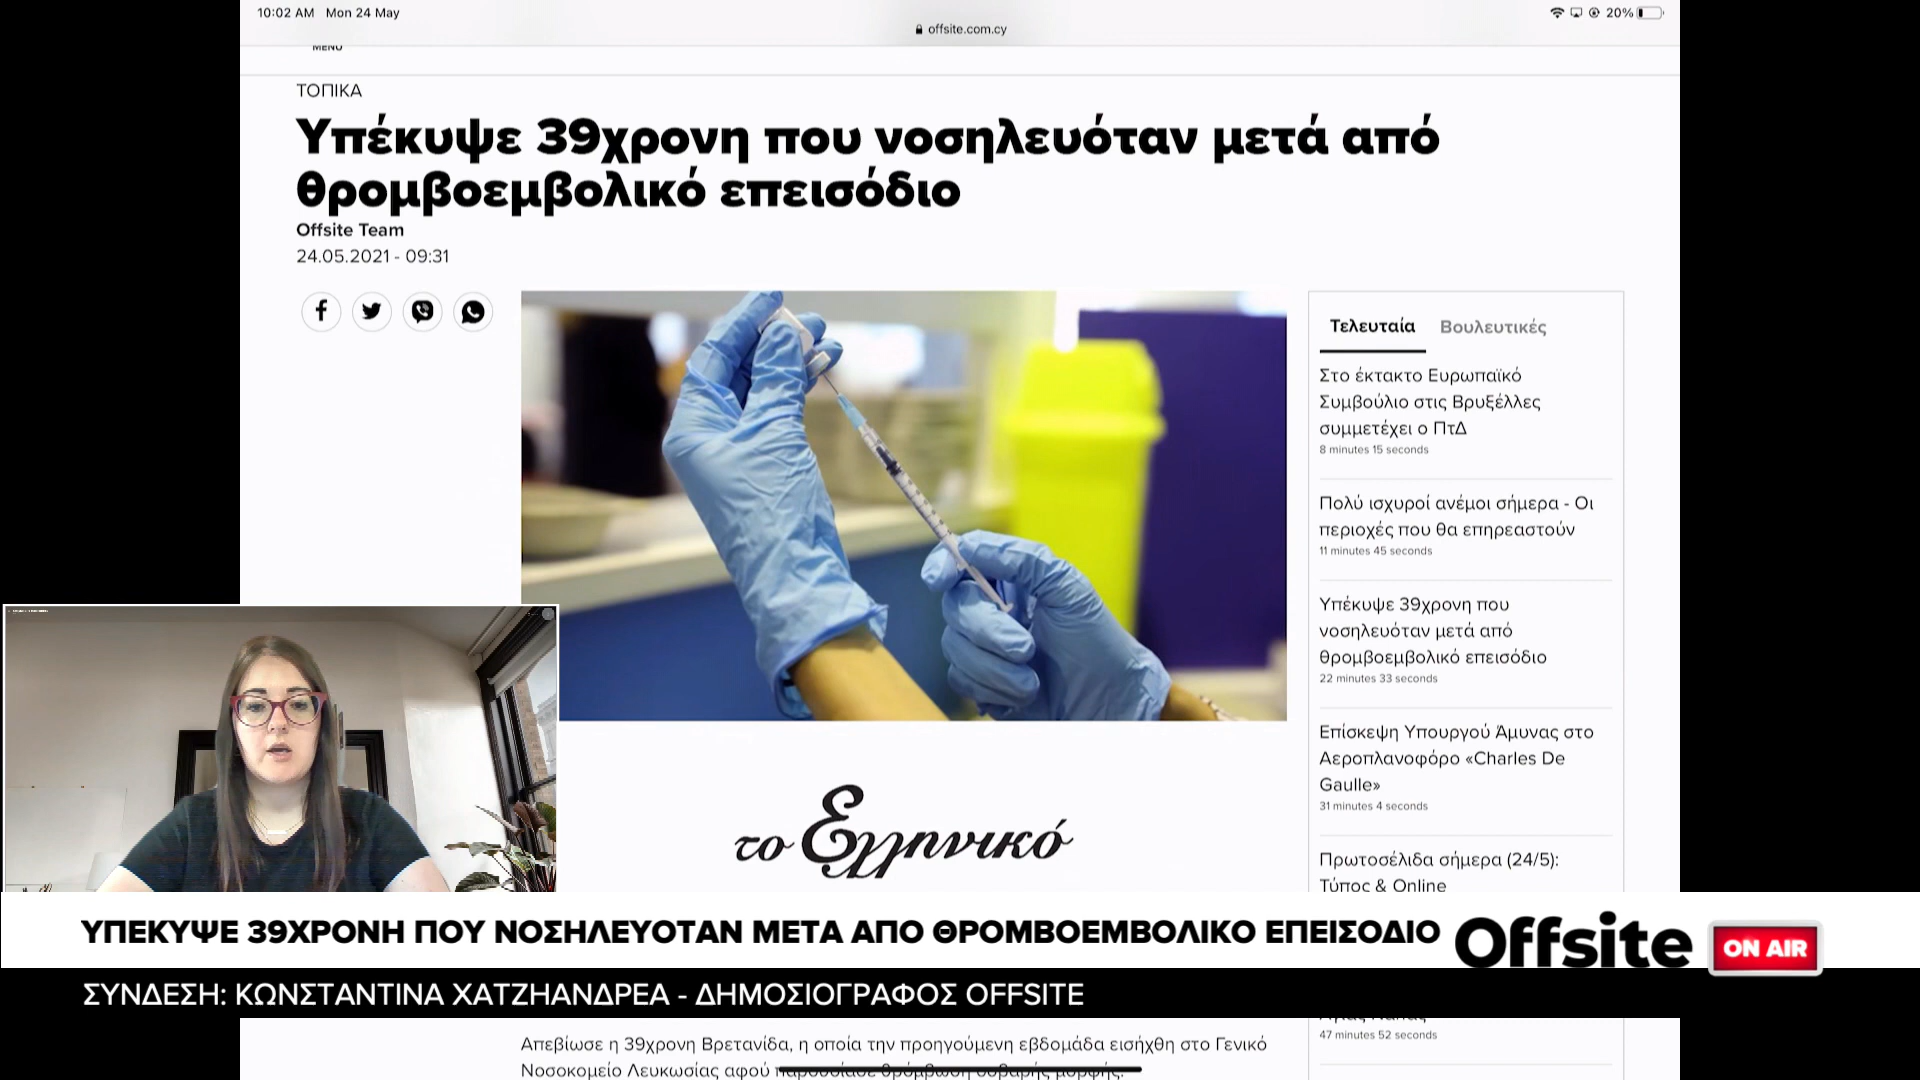 10:02 AM Mon 24 May
20%
offsite.com.cy
MENU
ΤΟΠΙΚΑ
Υπέκυψε 39χρονη που νοσηλευόταν μετά από
θρομβοεμβολικό επεισόδιο
Offsite Team
24.05.2021 - 09:31
Τελευταία Βουλευτικές
Στο έκτακτο Ευρωπαϊκό
Συμβούλιο στις Βρυξέλλες
συμμετέχει ο ΠτΔ
8 minutes 15 seconds
Πολύ ισχυροί ανέμοι σήμερα - Οι
περιοχές που θα επηρεαστούν
11 minutes 45 seconds
Υπέκυψε 39χρονη που
νοσηλευόταν μετά από
θρομβοεμβολικό επεισόδιο
22 minutes 33 seconds
Επίσκεψη Υπουργού Άμυνας στο
Αεροπλανοφόρο «Charles De
Gaulle»
31 minutes 4 seconds
Πρωτοσέλιδα σήμερα (24/5):
Τύπος & Online
το Ελληνικό
ΥΠΕΚΥΨΕ 39ΧΡΟΝΗ ΠΟΥ ΝΟΣΗΛΕΥΟΤΑΝ ΜΕΤΑ ΑΠΟ ΘΡΟΜΒΟΕΜΒΟΛΙΚΟ ΕΠΕΙΣΟΔΙΟ
Offsite
ON AIR
ΣΥΝΔΕΣΗ: ΚΩΝΣΤΑΝΤΙΝΑ ΧΑΤΖΗΑΝΔΡΕΑ - ΔΗΜΟΣΙΟΓΡΑΦΟΣ OFFSITE
47 minutes 52 seconds
Απεβίωσε η 39χρονη Βρετανίδα, η οποία την προηγούμενη εβδομάδα εισήχθη στο Γενικό
Νοσοκομείο Λευκωσίας αφού παρουσίασε θρόμβωση σοβαρής μορφής.